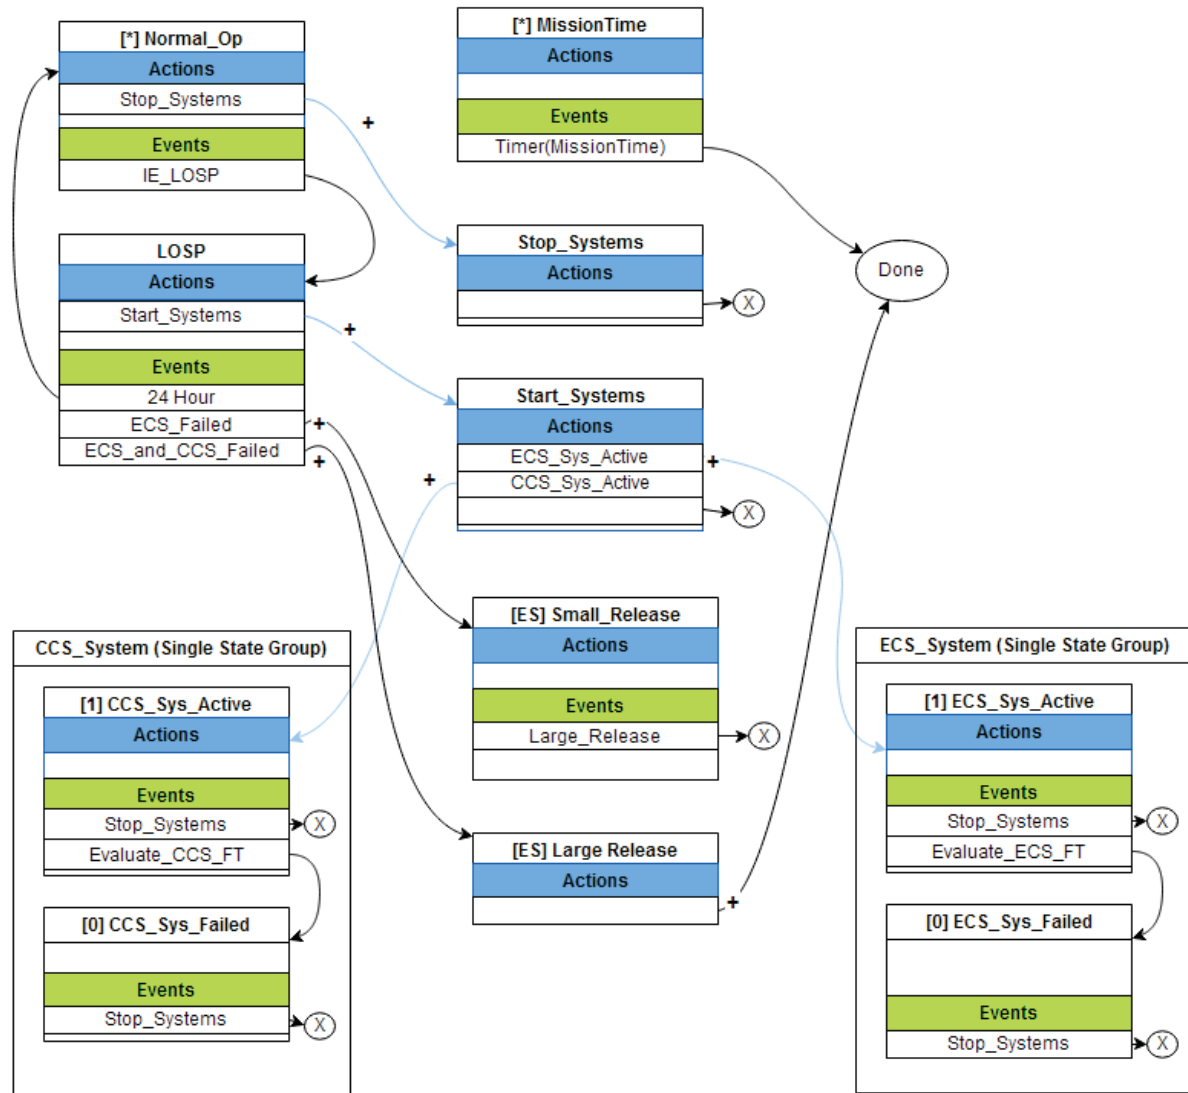 [*] Normal_Op
Actions
Stop_Systems
+
Events
IE_LOSP
[*] MissionTime
Actions
Events
Timer(MissionTime)
LOSP
Actions
Start_Systems
+
Events
24 Hour
ECS_Failed
+
ECS_and_CCS_Failed
+
Stop_Systems
Actions
X
Done
Start_Systems
Actions
ECS_Sys_Active
+
CCS_Sys_Active
+
X
[ES] Small_Release
Actions
Events
Large_Release
X
[ES] Large Release
Actions
+
CCS_System (Single State Group)
[1] CCS_Sys_Active
Actions
Events
Stop_Systems
X
Evaluate_CCS_FT
[0] CCS_Sys_Failed
Events
Stop_Systems
X
ECS_System (Single State Group)
[1] ECS_Sys_Active
Actions
Events
Stop_Systems
X
Evaluate_ECS_FT
[0] ECS_Sys_Failed
Events
Stop_Systems
X